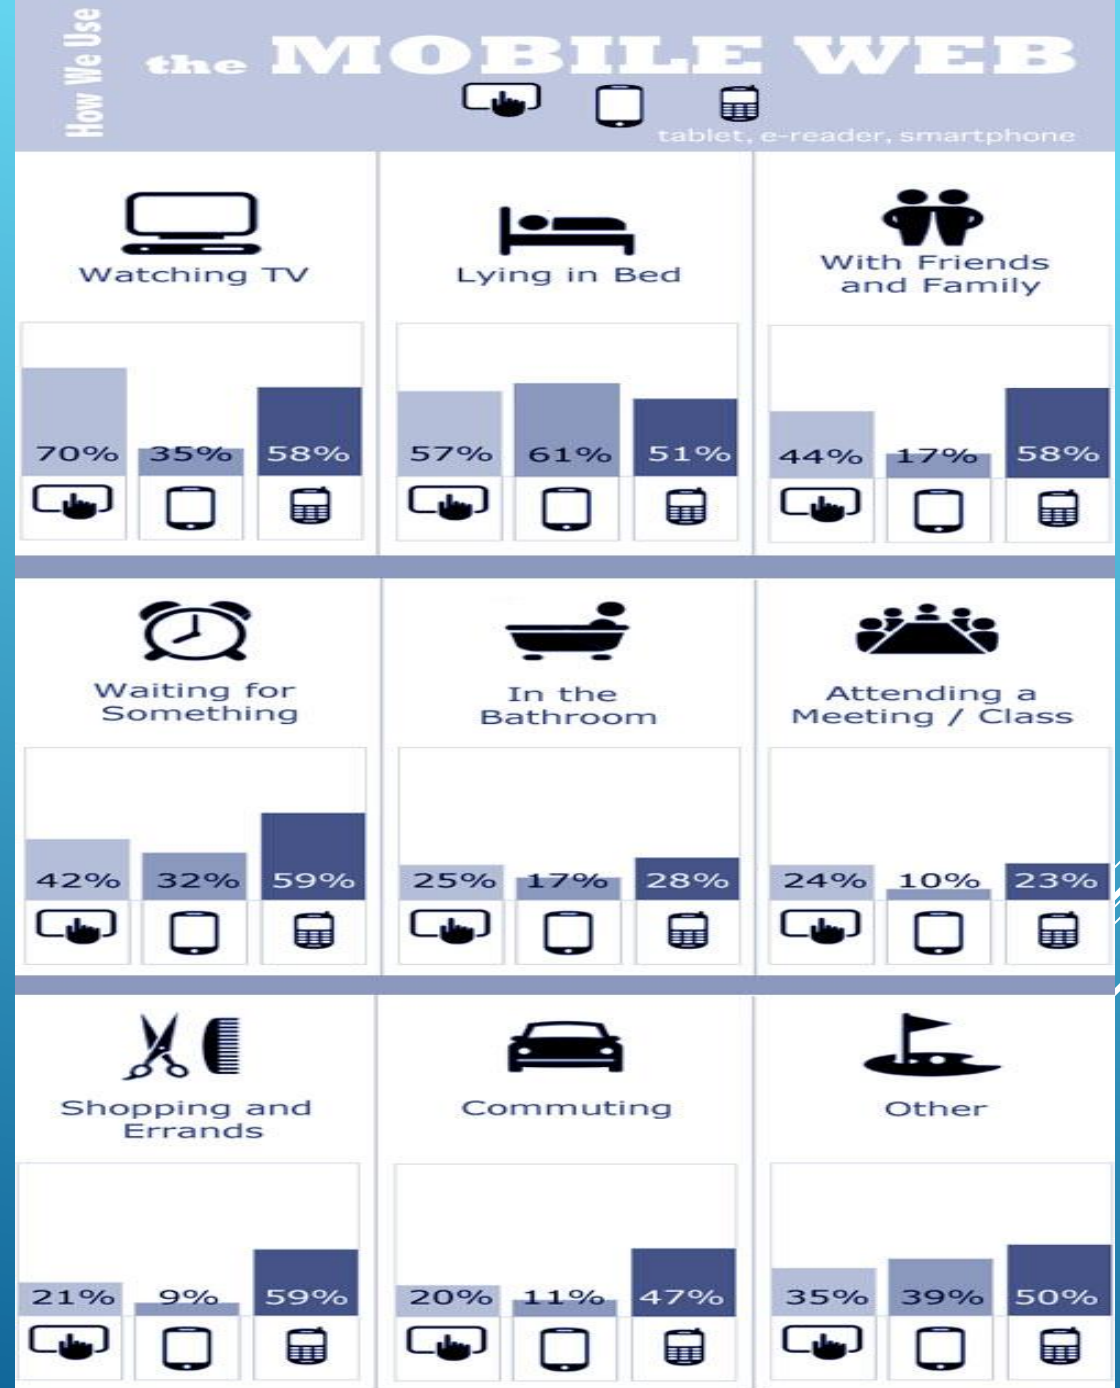 How We Use
the MOBILE WEB
tablet, e-reader, smartphone
Watching TV
70% 35% 58%
Lying in Bed
57% 61% 51%
With Friends
and Family
44% 17% 58%
Waiting for
Something
42% 32% 59%
In the
Bathroom
25% 17% 28%
Attending a
Meeting / Class
24% 10% 23%
Shopping and
Errands
21% 9% 59%
Commuting
20% 11% 47%
Other
35% 39% 50%